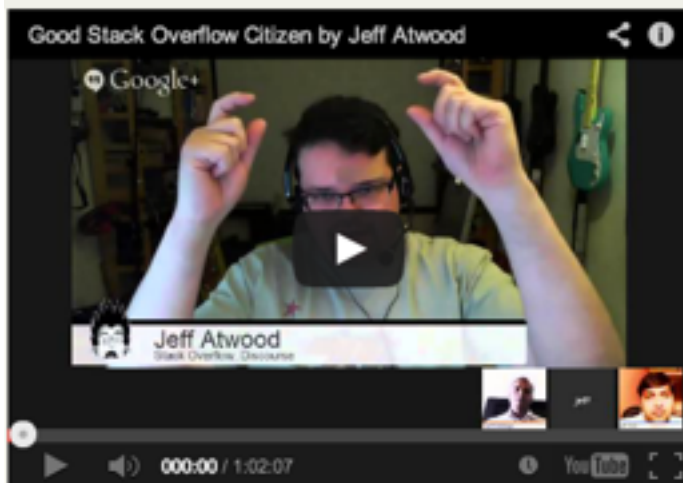 Good Stack Overflow Citizen by Jeff Atwood
Google+
Jeff Atwood
Stack Overflow, Discourse
000:00 / 1:02:07
YouTube